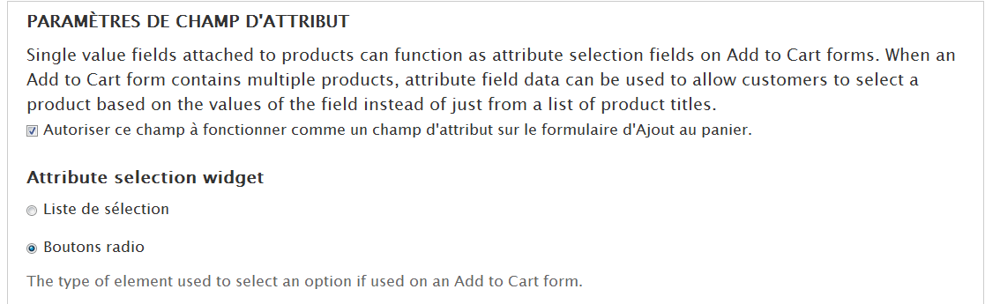 PARAMÈTRES DE CHAMP D'ATTRIBUT
Single value fields attached to products can function as attribute selection fields on Add to Cart forms. When an
Add to Cart form contains multiple products, attribute field data can be used to allow customers to select a
product based on the values of the field instead of just from a list of product titles.
Autoriser ce champ à fonctionner comme un champ d'attribut sur le formulaire d'Ajout au panier.
Attribute selection widget
Liste de sélection
Boutons radio
The type of element used to select an option if used on an Add to Cart form.